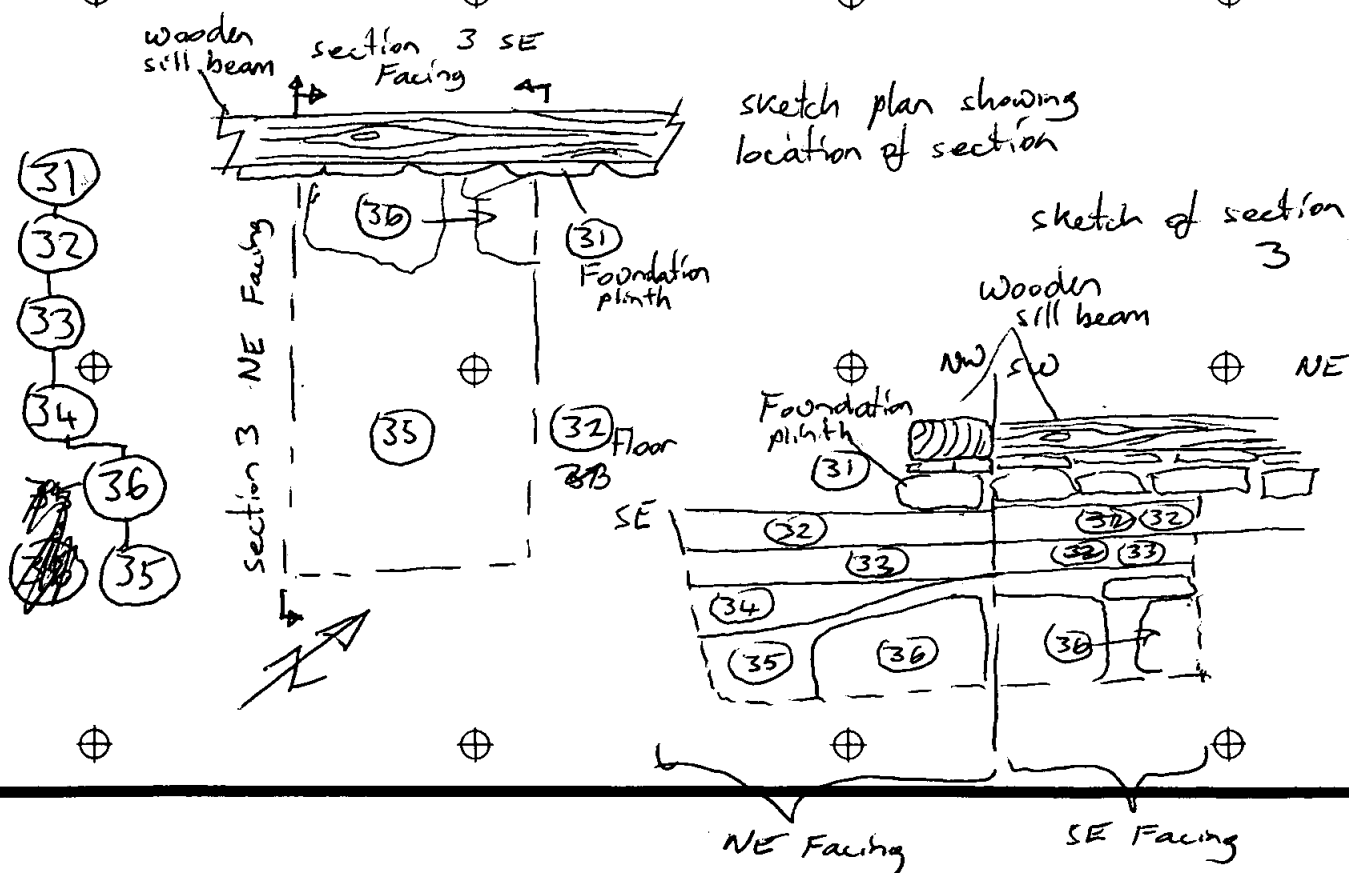 wooden
sill beam
section 3 SE
Facing
sketch plan showing
location of section
31
32
33
34
36
35
Section 3 NE Facing
36
31
Foundation
plinth
35
32 Floor
sketch of section
3
wooden
sill beam
NW SW
NE
Foundation
plinth
31
SE
32
32 32
33
32 33
34
35
36
36
NE Facing
SE Facing